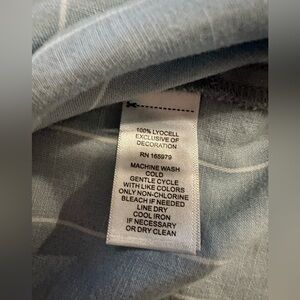 100% LYOCELL
EXCLUSIVE OF
DECORATION
RN 165979
MACHINE WASH
COLD
GENTLE CYCLE
WITH LIKE COLORS
ONLY NON-CHLORINE
BLEACH IF NEEDED
LINE DRY
COOL IRON
IF NECESSARY
OR DRY CLEAN